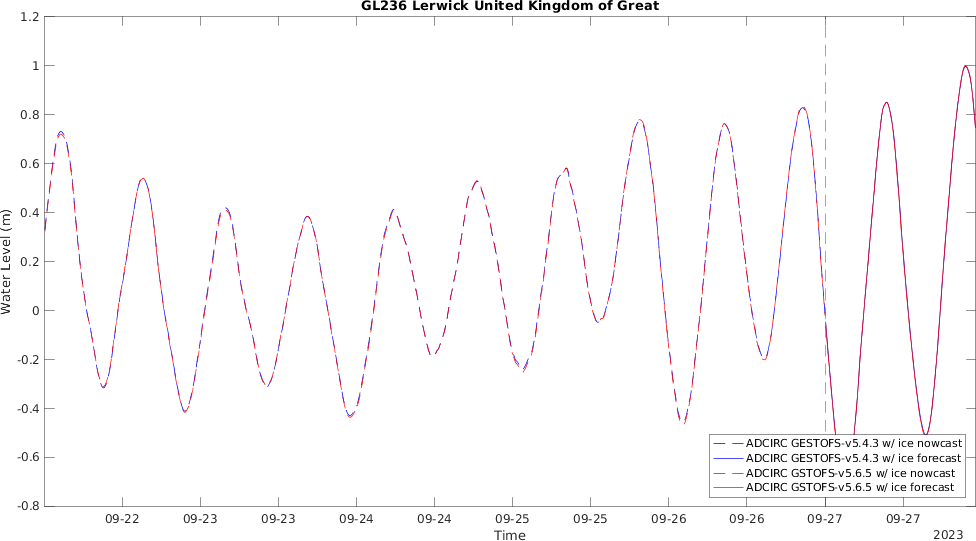 GL236 Lerwick United Kingdom of Great
1.2
1
0.8
0.6
0.4
0.2
0
-0.2
-0.4
-0.6
-0.8
Water Level (m)
ADCIRC GESTOFS-v5.4.3 w/ ice nowcast
ADCIRC GESTOFS-v5.4.3 w/ ice forecast
ADCIRC GSTOFS-v5.6.5 w/ ice nowcast
ADCIRC GSTOFS-v5.6.5 w/ ice forecast
09-22 09-23 09-23 09-24 09-24 09-25 09-25 09-26 09-26 09-27 09-27
Time
2023